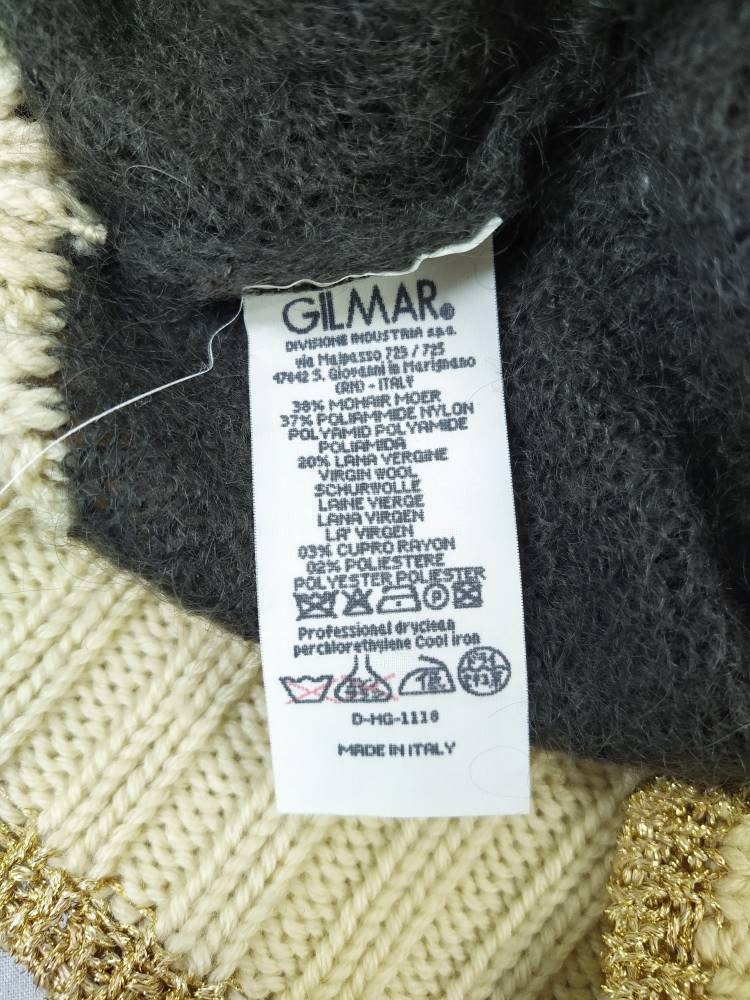 GILMAR®
DIVISIONE INDUSTRIA s.p.a.
via Malpasso 723 / 725
47842 S. Giovanni in Marignano
(RN) - ITALY
38% MOHAIR MOER
37% POLIAMMIDE NYLON
POLYAMID POLYAMIDE
POLIAMIDA
20% LANA VERGINE
VIRGIN WOOL
SCHURWOLLE
LAINE VIERGE
LANA VIRGEN
LA' VIRGEN
03% CUPRO RAYON
02% POLIESTERE
POLYESTER POLIESTER
P
Professional dryclean
perchlorethylene Cool iron
D-HG-1116
MADE IN ITALY